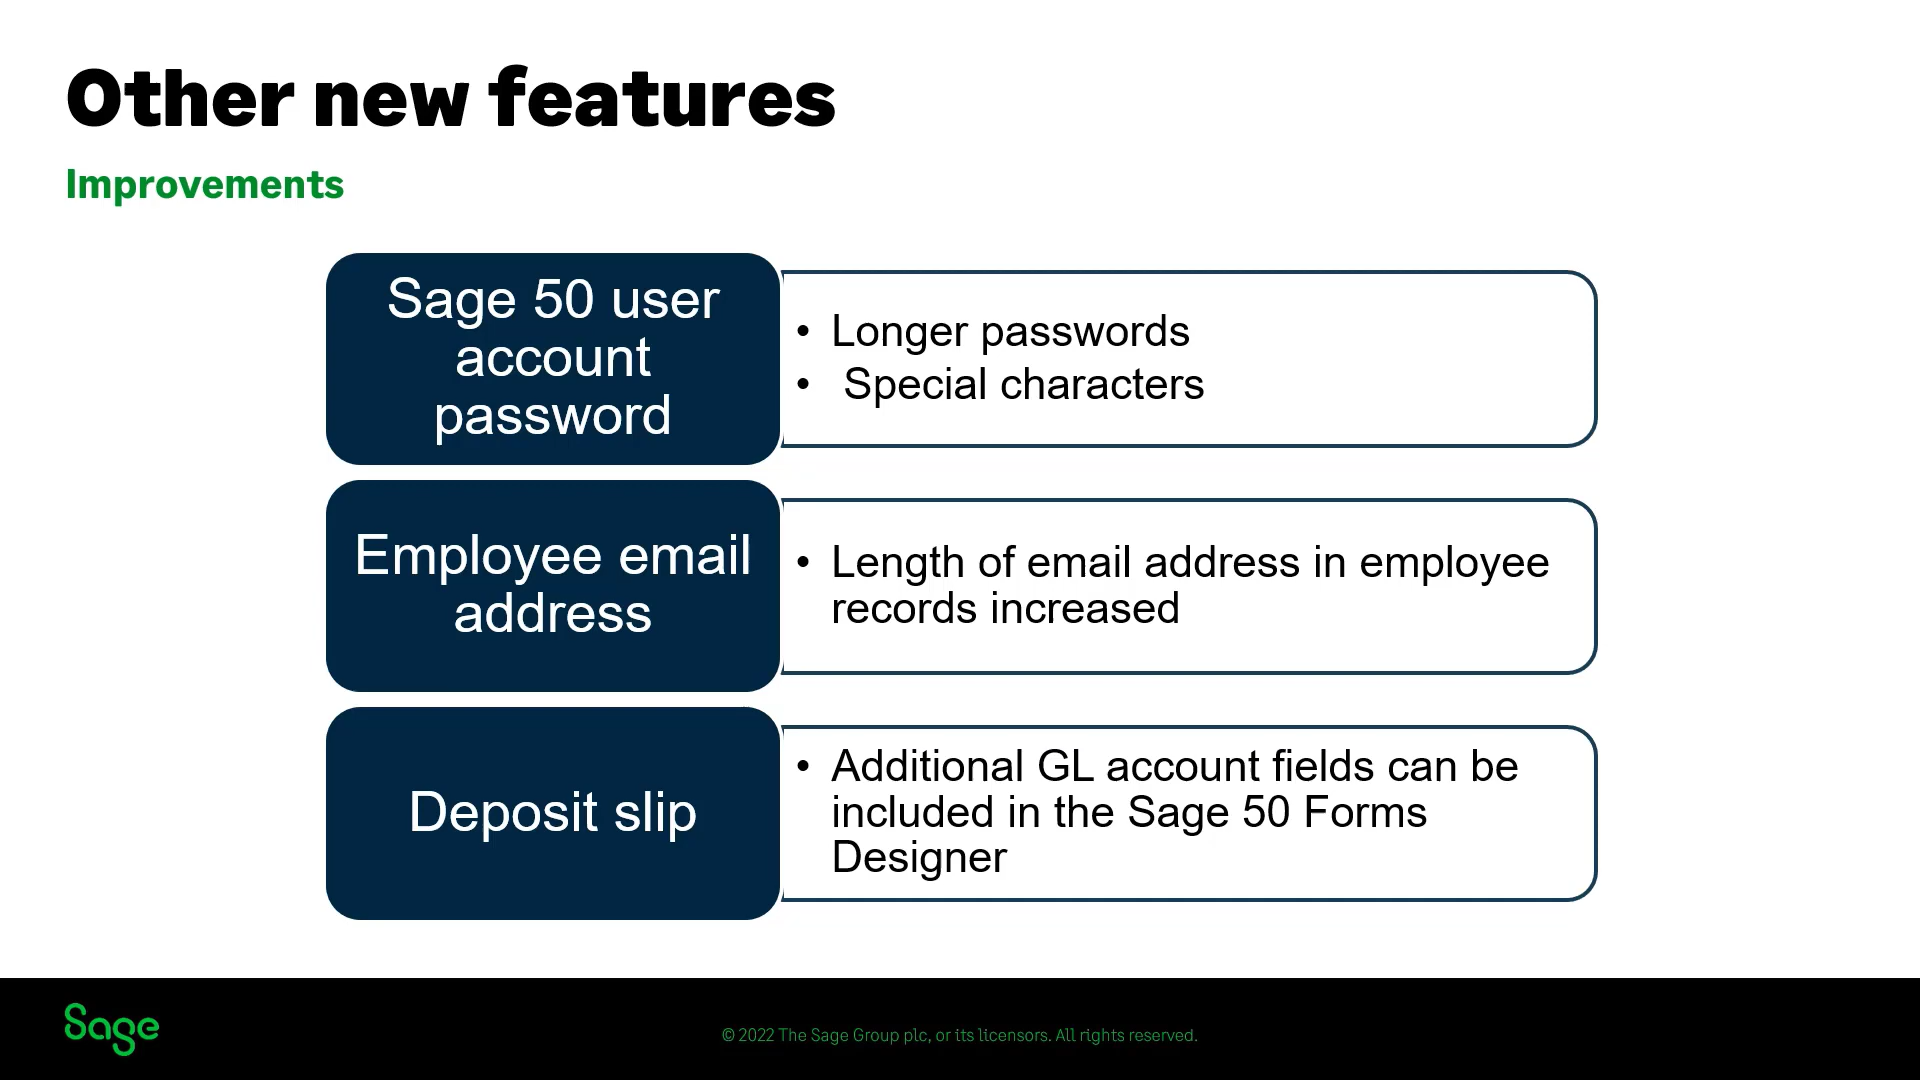 Other new features
Improvements
Sage 50 user
account
password
• Longer passwords
• Special characters
Employee email
address
• Length of email address in employee
records increased
Deposit slip
• Additional GL account fields can be
included in the Sage 50 Forms
Designer
Sage
© 2022 The Sage Group plc, or its licensors. All rights reserved.